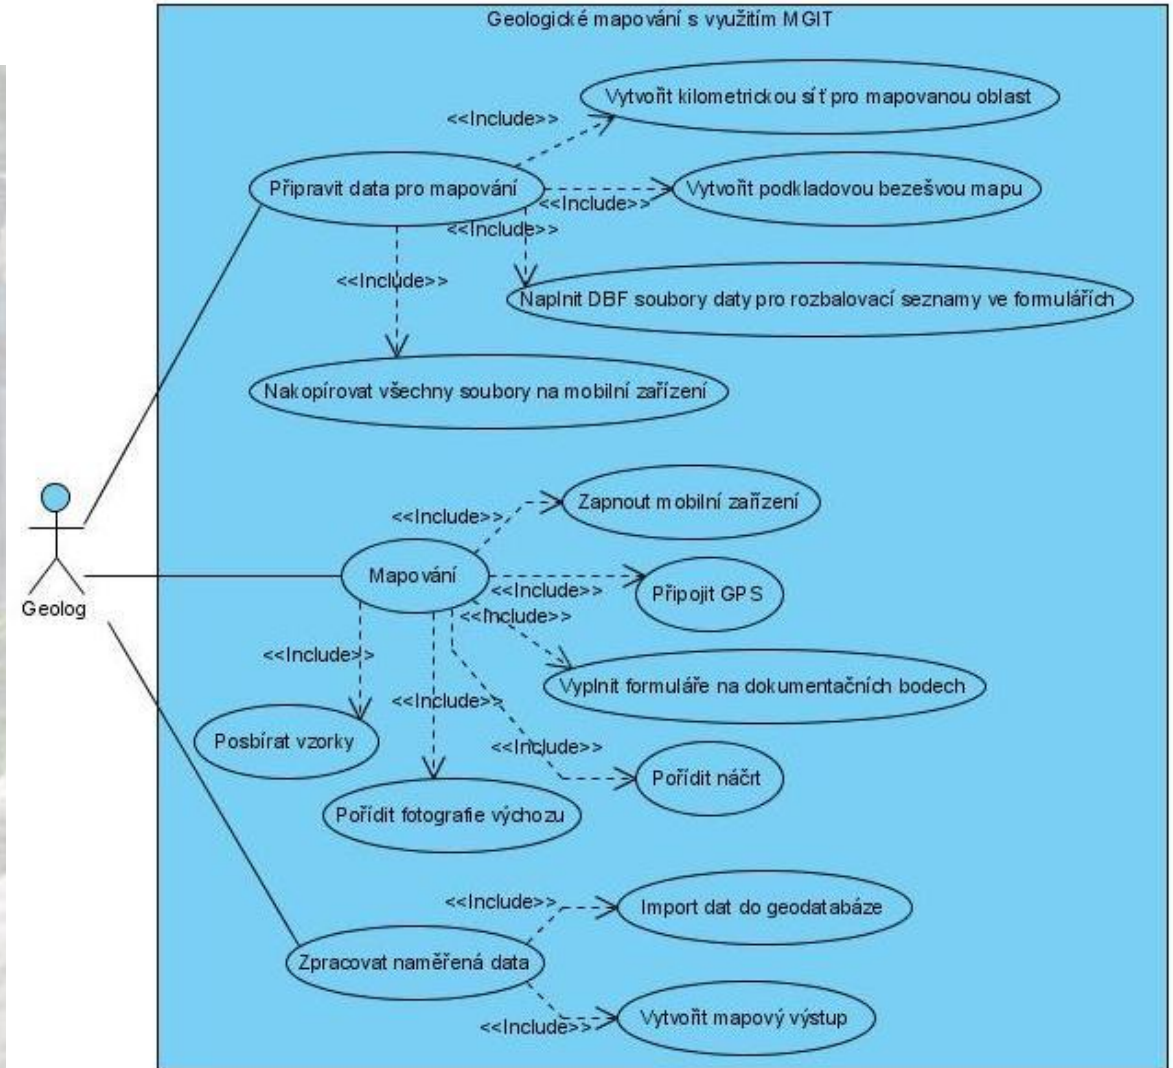 Geologické mapování s využitím MGIT
Vytvořit kilometrickou síť pro mapovanou oblast
<<Include>>
Připravit data pro mapování
Vytvořit podkladovou bezešvou mapu
<<Include>>
<<Include>>
<<Include>>
Naplnit DBF soubory daty pro rozbalovací seznamy ve formulářích
Nakopírovat všechny soubory na mobilní zařízení
Zapnout mobilní zařízení
<<Include>>
Mapování
<<Include>>
Připojit GPS
Geolog
<<Include>>
<<Include>>
Vyplnit formuláře na dokumentačních bodech
<<Include>>
Posbírat vzorky
<<Include>>
Pořídit náčrt
Pořídit fotografie výchozu
<<Include>>
Import dat do geodatabáze
Zpracovat naměřená data
Vytvořit mapový výstup
<<Include>>